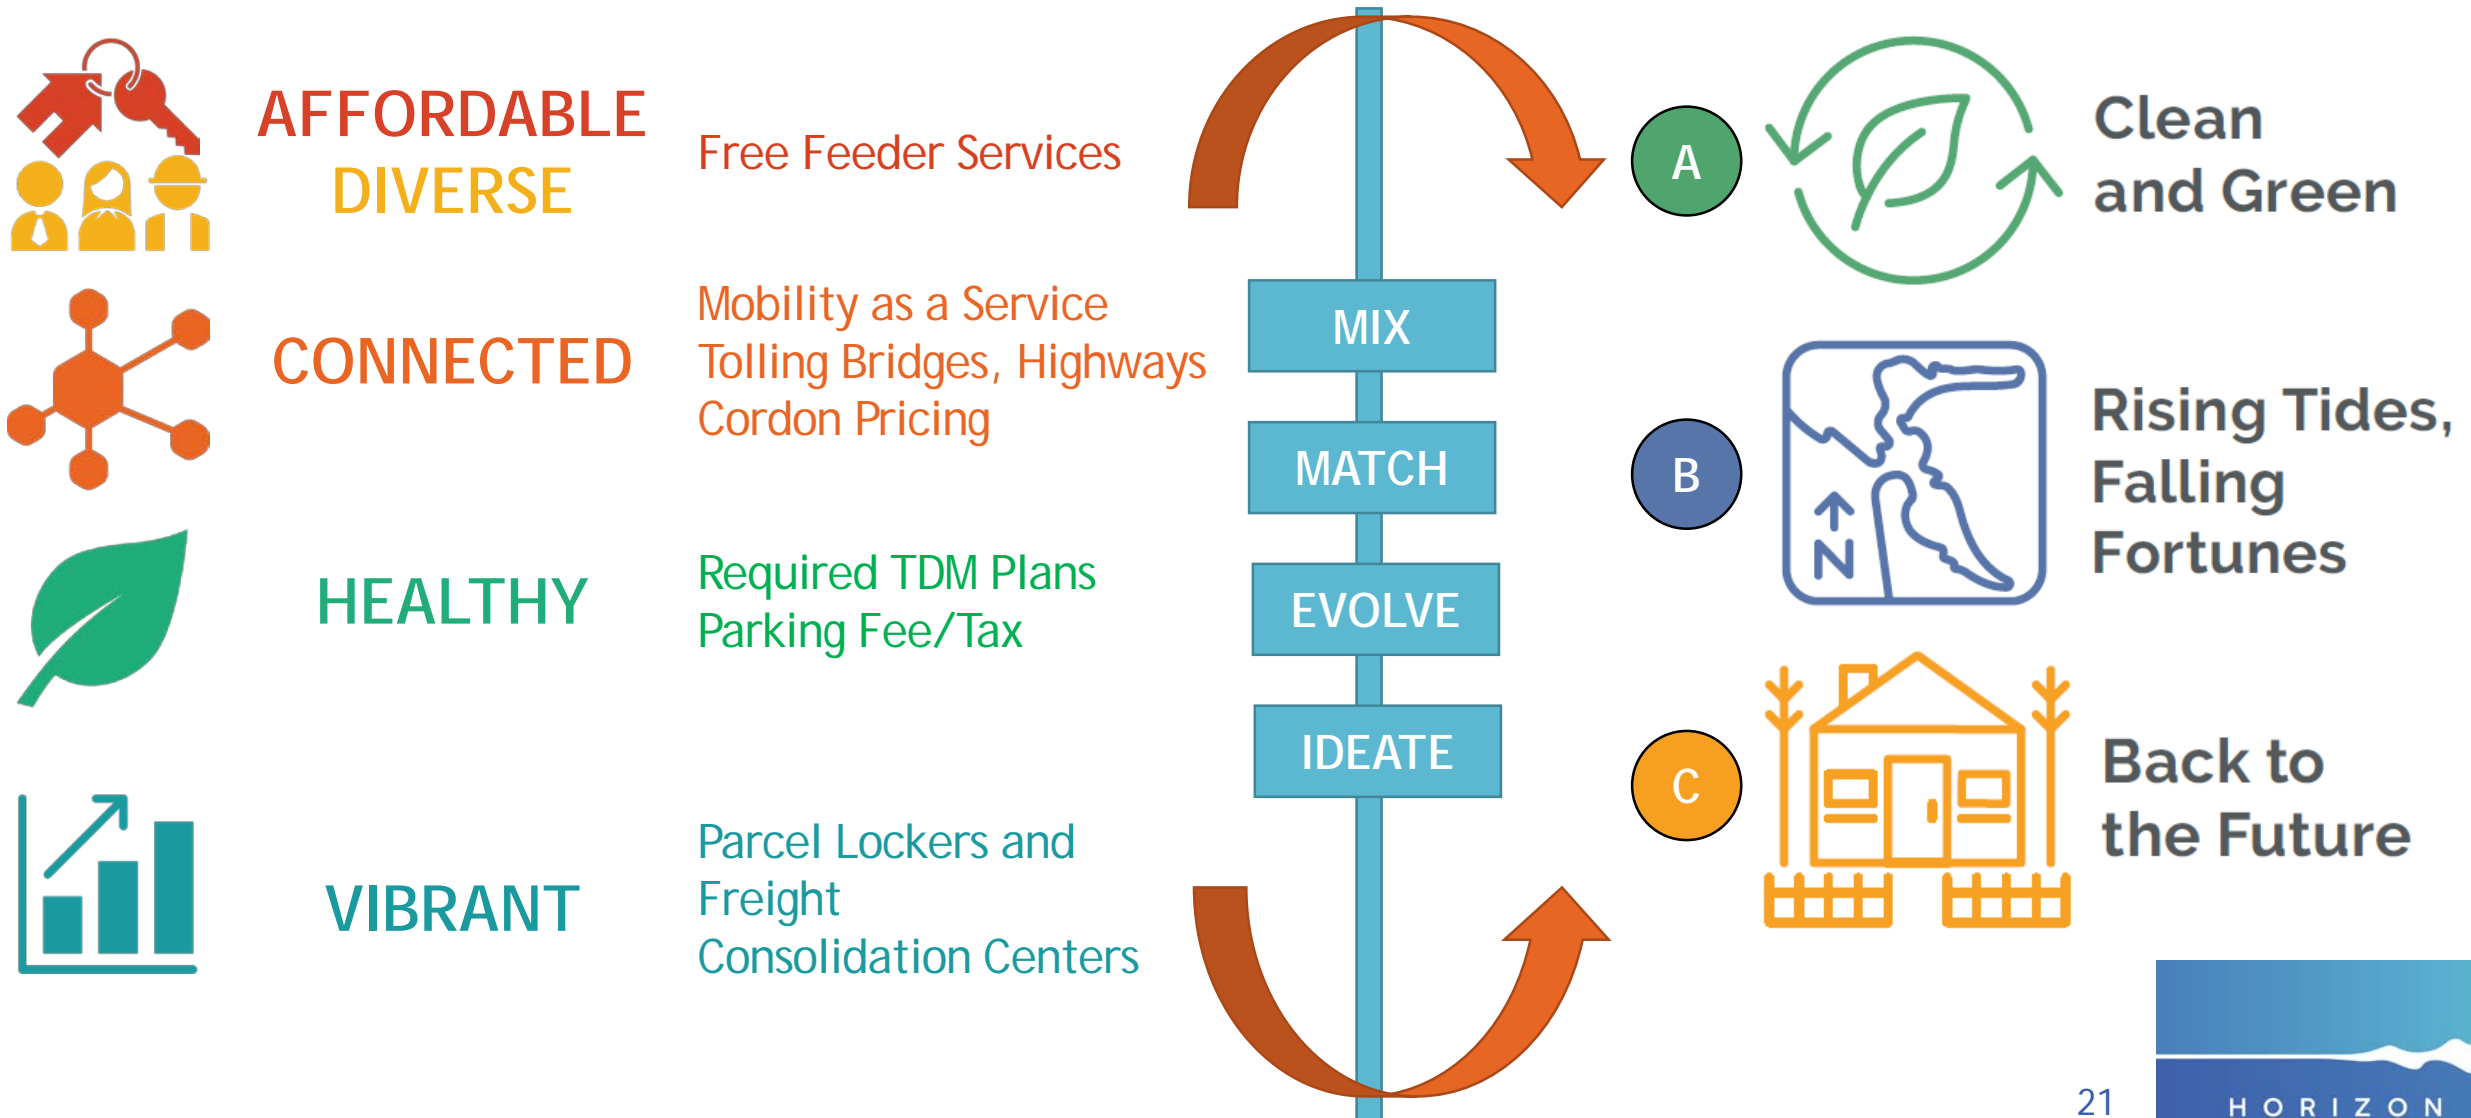 AFFORDABLE
DIVERSE
Free Feeder Services
CONNECTED
Mobility as a Service
Tolling Bridges, Highways
Cordon Pricing
HEALTHY
Required TDM Plans
Parking Fee/Tax
VIBRANT
Parcel Lockers and
Freight
Consolidation Centers
MIX
MATCH
EVOLVE
IDEATE
A
Clean
and Green
B
N
Rising Tides,
Falling
Fortunes
C
Back to
the Future
21
HORIZON